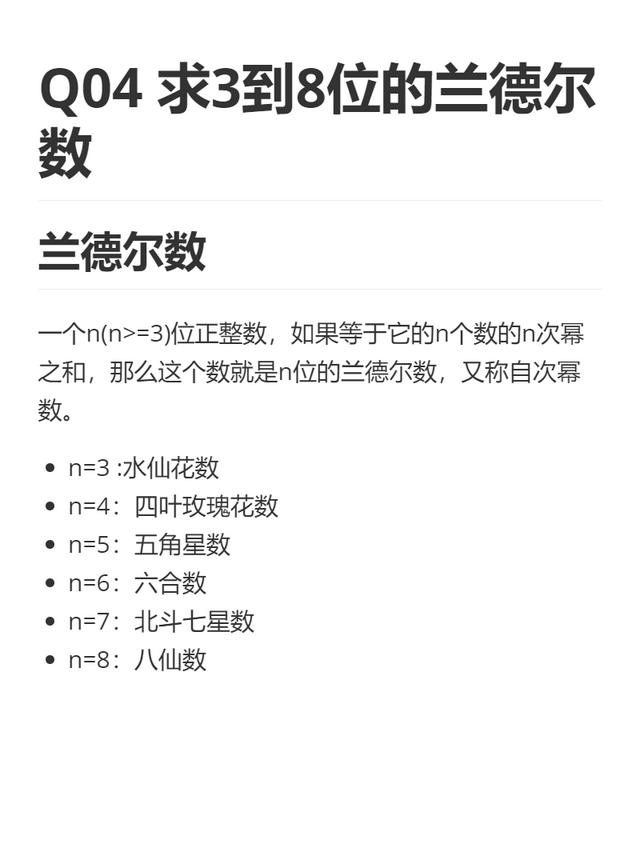 Q04 求3到8位的兰德尔
数
兰德尔数
一个n(n>=3)位正整数，如果等于它的n个数的n次幂
之和，那么这个数就是n位的兰德尔数，又称自次幂
数。
• n=3 :水仙花数
• n=4：四叶玫瑰花数
• n=5：五角星数
• n=6：六合数
• n=7：北斗七星数
• n=8：八仙数